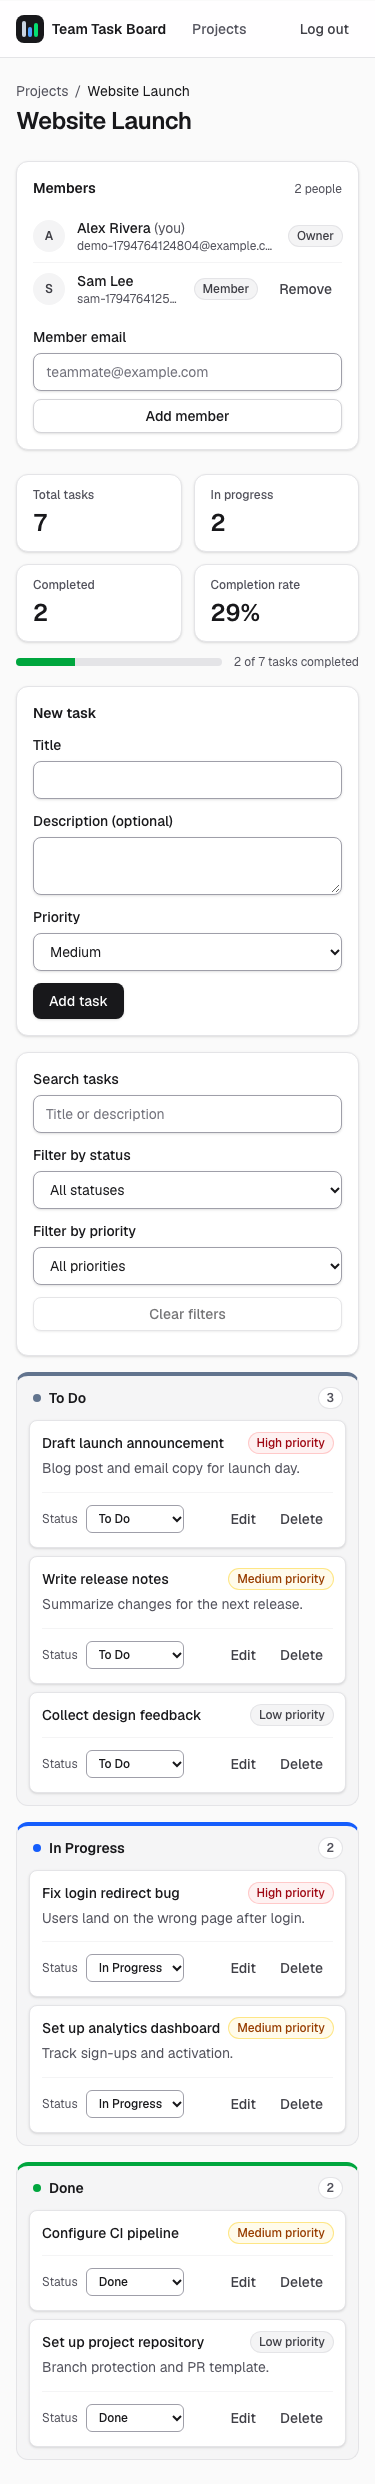 Team Task Board Projects Log out
Projects / Website Launch
Website Launch
Members 2 people
A Alex Rivera (you) Owner
demo-1794764124804@example.c...
S Sam Lee Member Remove
sam-1794764125...
Member email
teammate@example.com
Add member
Total tasks
7
In progress
2
Completed
2
Completion rate
29%
2 of 7 tasks completed
New task
Title
Description (optional)
Priority
Medium
Add task
Search tasks
Title or description
Filter by status
All statuses
Filter by priority
All priorities
Clear filters
To Do 3
Draft launch announcement High priority
Blog post and email copy for launch day.
Status To Do Edit Delete
Write release notes Medium priority
Summarize changes for the next release.
Status To Do Edit Delete
Collect design feedback Low priority
Status To Do Edit Delete
In Progress 2
Fix login redirect bug High priority
Users land on the wrong page after login.
Status In Progress Edit Delete
Set up analytics dashboard Medium priority
Track sign-ups and activation.
Status In Progress Edit Delete
Done 2
Configure CI pipeline Medium priority
Status Done Edit Delete
Set up project repository Low priority
Branch protection and PR template.
Status Done Edit Delete